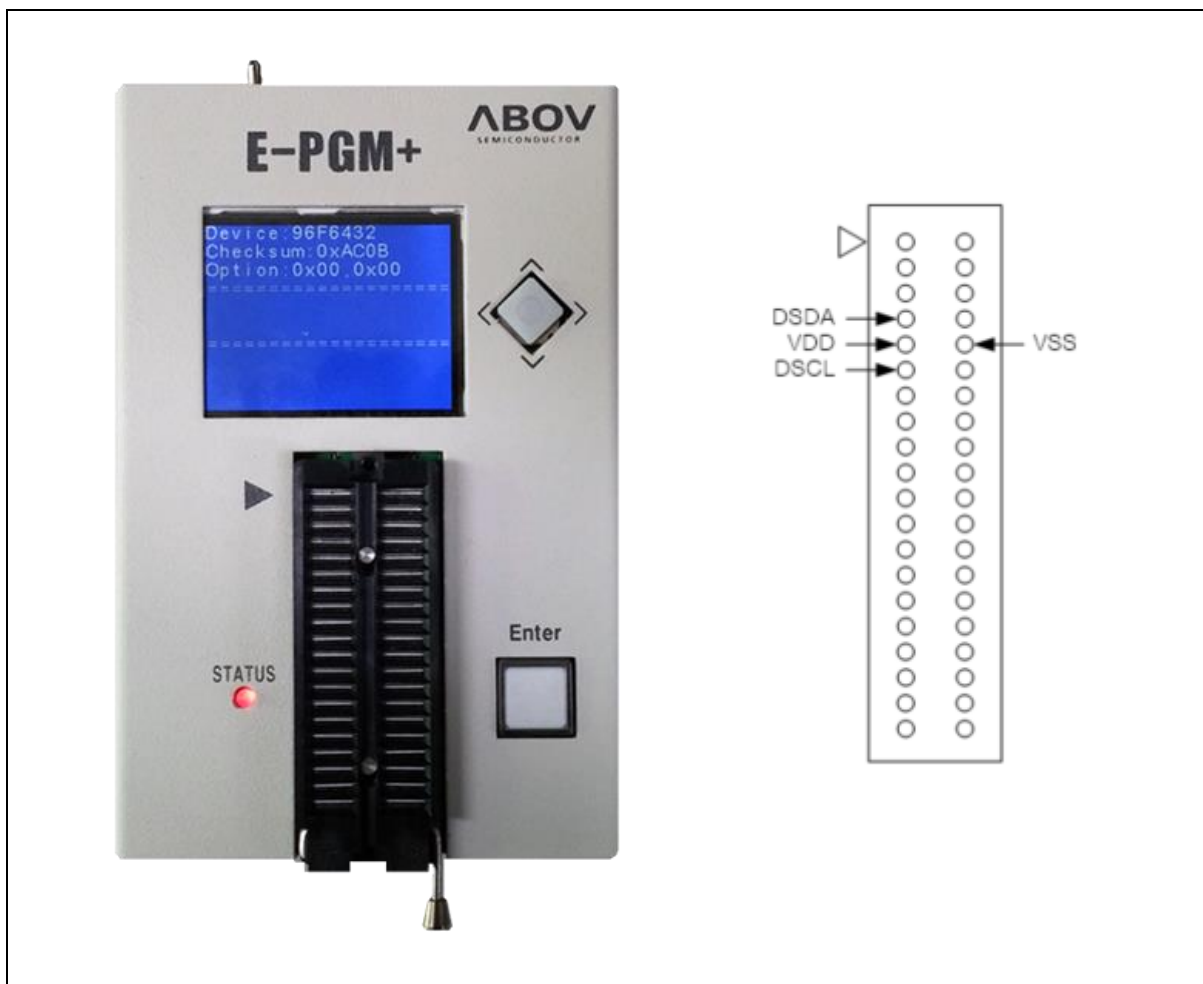 ABOV
SEMICONDUCTOR
E-PGM+
Device:96F6432
Checksum:0xAC0B
Option:0x00,0x00
Enter
STATUS
DSDA
VDD
VSS
DSCL